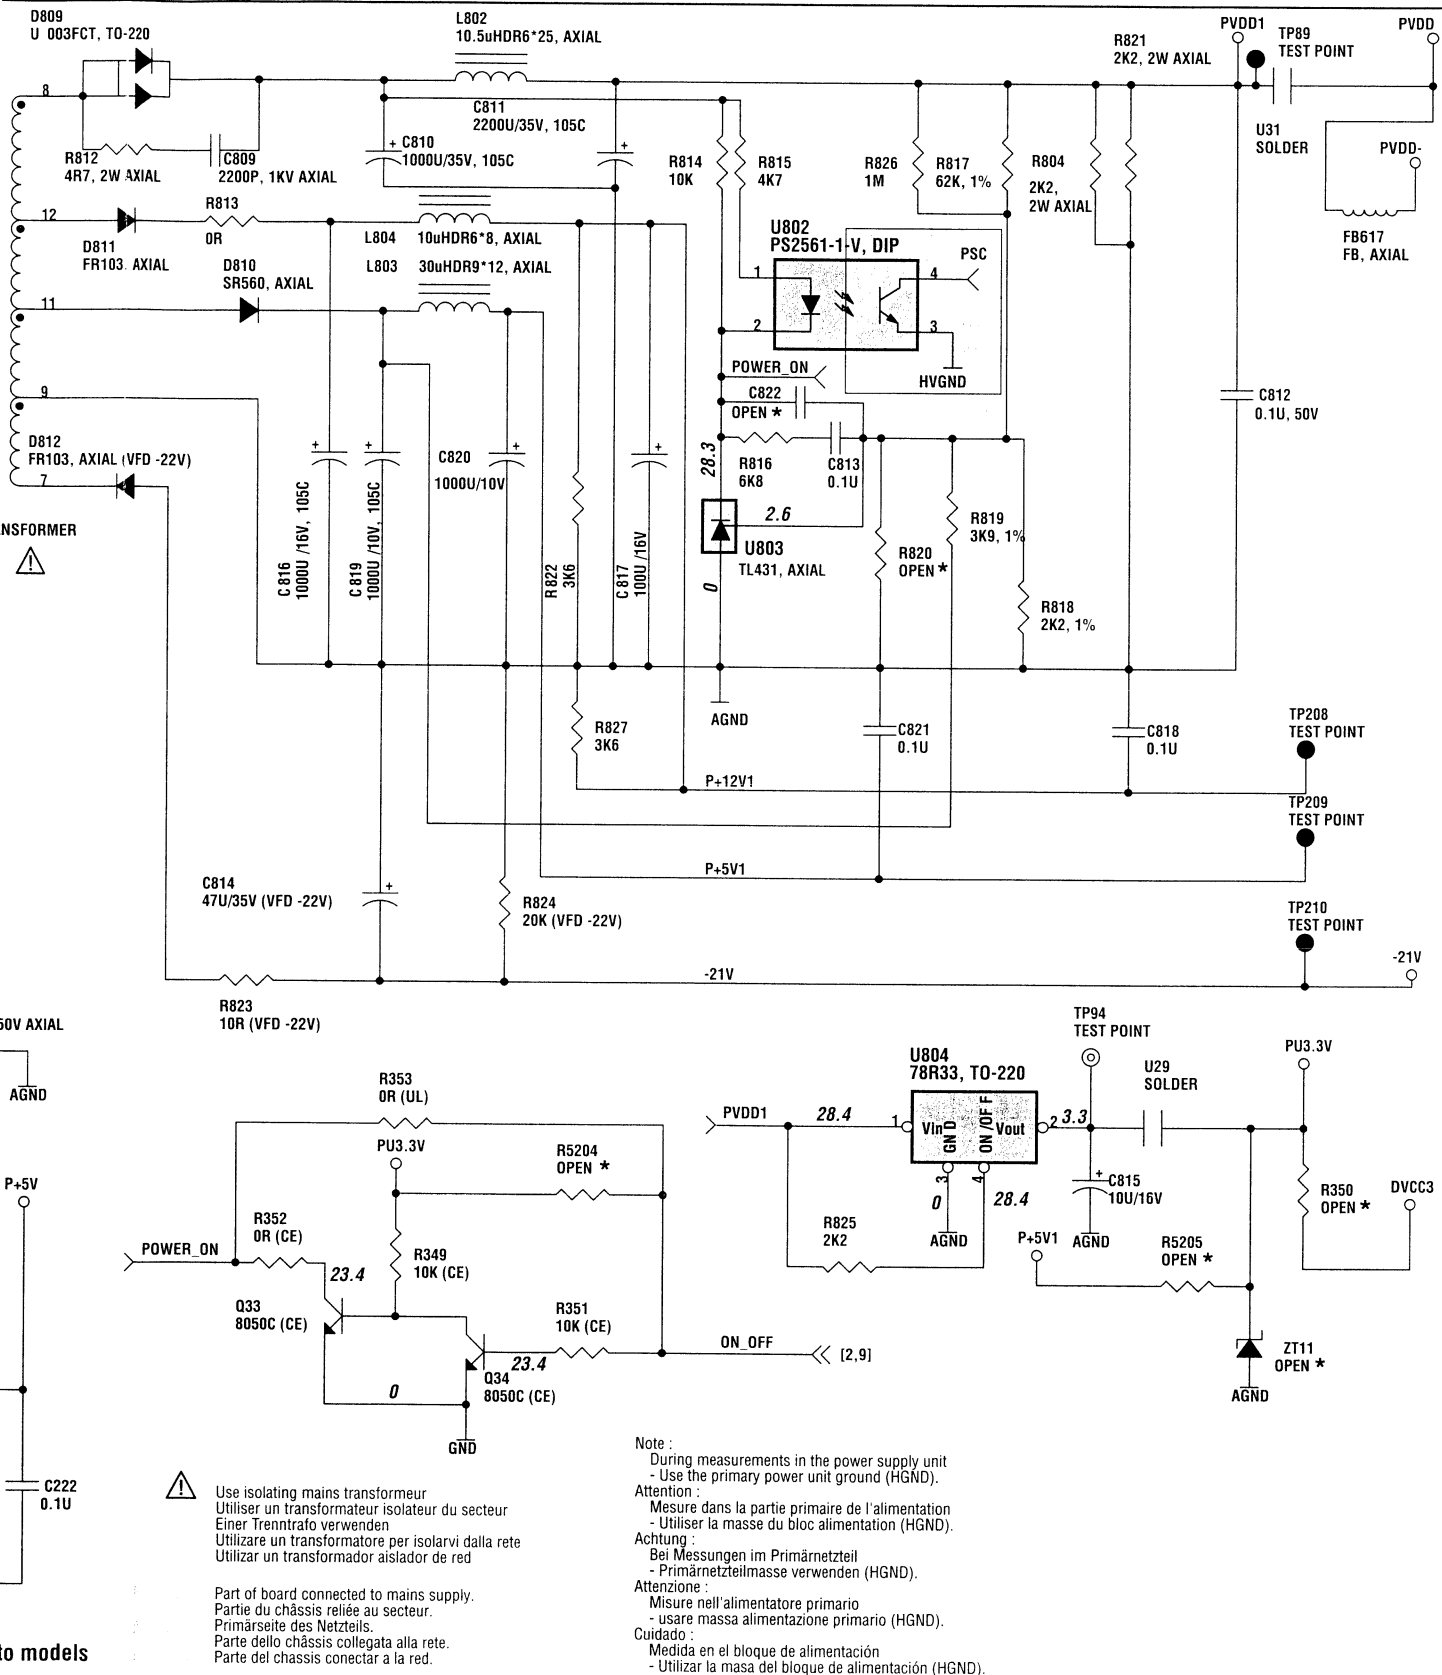 D809
U 003FCT, TO-220
L802
10.5uHDR6*25, AXIAL
R821
2K2, 2W AXIAL
PVDD1
TP89
TEST POINT
PVDD
8
R812
4R7, 2W AXIAL
C809
2200P, 1KV AXIAL
C810
1000U/35V, 105C
+
C811
2200U/35V, 105C
+
R814
10K
R815
4K7
R826
1M
R817
62K, 1%
R804
2K2,
2W AXIAL
U31
SOLDER
PVDD-
FB617
FB, AXIAL
12
D811
FR103. AXIAL
R813
0R
L804 10uHDR6*8, AXIAL
L803 30uHDR9*12, AXIAL
D810
SR560, AXIAL
11
U802
PS2561-1-V, DIP
1
2
4
3
PSC
HVGND
POWER_ON
C822
OPEN *
9
D812
FR103, AXIAL (VFD -22V)
7
NSFORMER
C816
1000U /16V, 105C
+
C819
1000U /10V, 105C
+
C820
1000U/10V
+
R822
3K6
C817
100U /16V
+
28.3
R816
6K8
C813
0.1U
2.6
U803
TL431, AXIAL
0
R820
OPEN *
R819
3K9, 1%
R818
2K2, 1%
C812
0.1U, 50V
AGND
R827
3K6
C821
0.1U
C818
0.1U
TP208
TEST POINT
P+12V1
TP209
TEST POINT
P+5V1
C814
47U/35V (VFD -22V)
+
R824
20K (VFD -22V)
TP210
TEST POINT
-21V
-21V
R823
10R (VFD -22V)
50V AXIAL
AGND
R353
0R (UL)
PU3.3V
R5204
OPEN *
R352
0R (CE)
POWER_ON
23.4
R349
10K (CE)
Q33
8050C (CE)
R351
10K (CE)
23.4
Q34
8050C (CE)
0
GND
ON_OFF
[2,9]
P+5V
C222
0.1U
TP94
TEST POINT
U804
78R33, TO-220
PVDD1
28.4
1
Vin
GN D
ON /OF F
Vout
2
3.3
3
4
0
28.4
AGND
R825
2K2
U29
SOLDER
PU3.3V
+
C815
10U/16V
AGND
R350
OPEN *
DVCC3
P+5V1
R5205
OPEN *
ZT11
OPEN *
AGND
Use isolating mains transformeur
Utiliser un transformateur isolateur du secteur
Einer Trenntrafo verwenden
Utilizare un transformatore per isolarvi dalla rete
Utilizar un transformador aislador de red
Part of board connected to mains supply.
Partie du châssis reliée au secteur.
Primärseite des Netzteils.
Parte dello châssis collegata alla rete.
Parte del chassis conectar a la red.
Note :
During measurements in the power supply unit
- Use the primary power unit ground (HGND).
Attention :
Mesure dans la partie primaire de l'alimentation
- Utiliser la masse du bloc alimentation (HGND).
Achtung :
Bei Messungen im Primärnetzteil
- Primärnetzteilmasse verwenden (HGND).
Attenzione :
Misure nell'alimentatore primario
- usare massa alimentazione primario (HGND).
Cuidado :
Medida en el bloque de alimentación
- Utilizar la masa del bloque de alimentación (HGND).
to models